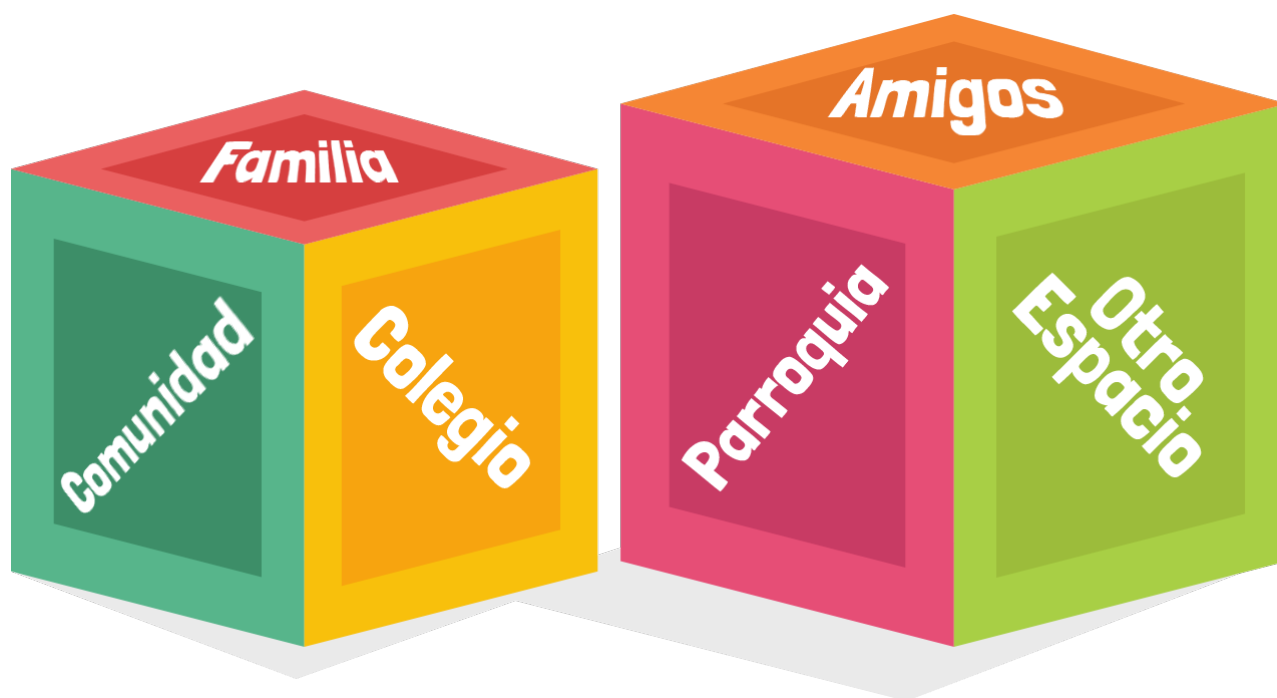 Familia
Comunidad
Colegio
Amigos
Parroquia
Otro
Espacio